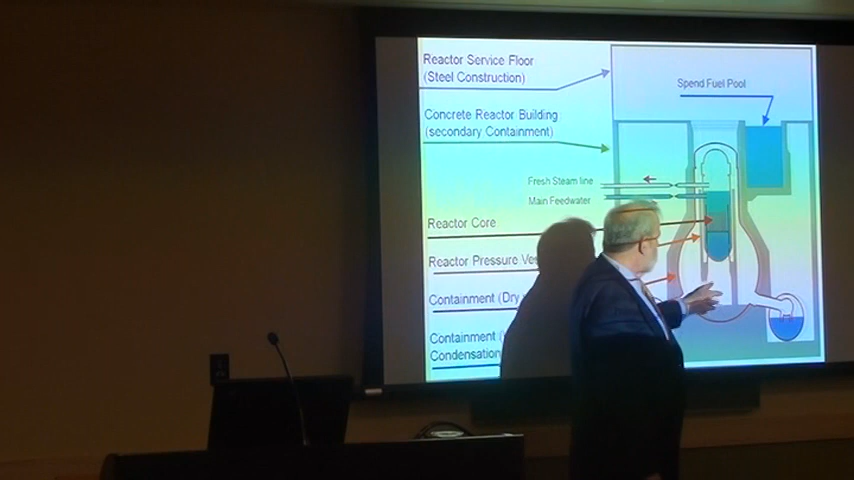 Reactor Service Floor
(Steel Construction)
Spend Fuel Pool
Concrete Reactor Building
(secondary Containment)
Fresh Steam line
Main Feedwater
Reactor Core
Reactor Pressure
Containment (Dry
Containment
Condensation